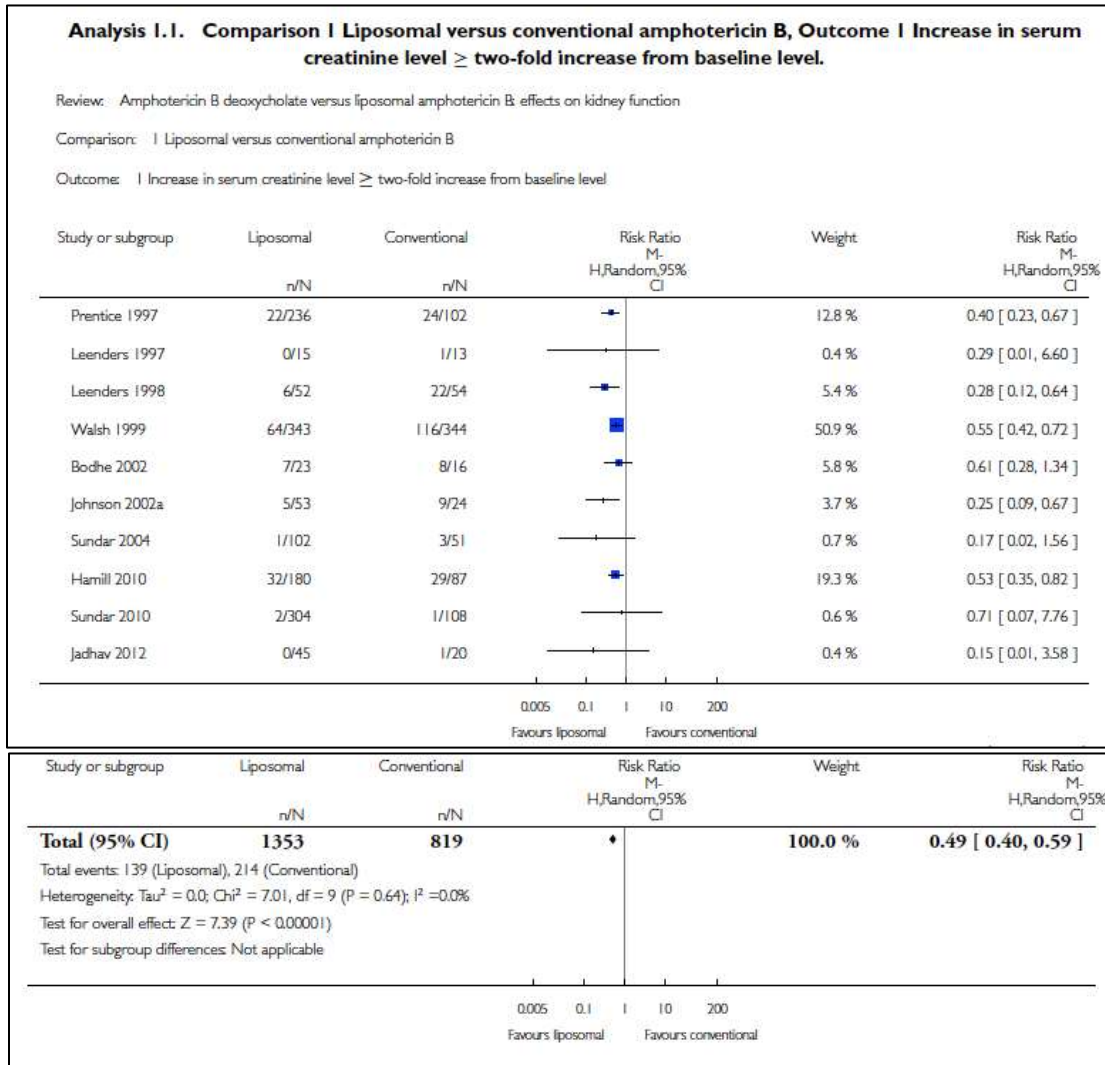 Analysis 1.1. Comparison 1 Liposomal versus conventional amphotericin B, Outcome 1 Increase in serum
creatinine level ≥ two-fold increase from baseline level.
Review: Amphotericin B deoxycholate versus liposomal amphotericin B: effects on kidney function
Comparison: 1 Liposomal versus conventional amphotericin B
Outcome: 1 Increase in serum creatinine level ≥ two-fold increase from baseline level
Study or subgroup Liposomal Conventional Risk Ratio Weight Risk Ratio
M- M-
H,Random,95% H,Random,95%
n/N n/N CI CI
Prentice 1997 22/236 24/102 12.8 % 0.40 [ 0.23, 0.67 ]
Leenders 1997 0/15 1/13 0.4 % 0.29 [ 0.01, 6.60 ]
Leenders 1998 6/52 22/54 5.4 % 0.28 [ 0.12, 0.64 ]
Walsh 1999 64/343 116/344 50.9 % 0.55 [ 0.42, 0.72 ]
Bodhe 2002 7/23 8/16 5.8 % 0.61 [ 0.28, 1.34 ]
Johnson 2002a 5/53 9/24 3.7 % 0.25 [ 0.09, 0.67 ]
Sundar 2004 1/102 3/51 0.7 % 0.17 [ 0.02, 1.56 ]
Hamill 2010 32/180 29/87 19.3 % 0.53 [ 0.35, 0.82 ]
Sundar 2010 2/304 1/108 0.6 % 0.71 [ 0.07, 7.76 ]
Jadhav 2012 0/45 1/20 0.4 % 0.15 [ 0.01, 3.58 ]
0.005 0.1 1 10 200
Favours liposomal Favours conventional
Study or subgroup Liposomal Conventional Risk Ratio Weight Risk Ratio
M- M-
H,Random,95% H,Random,95%
n/N n/N CI CI
Total (95% CI) 1353 819 100.0 % 0.49 [ 0.40, 0.59 ]
Total events: 139 (Liposomal), 214 (Conventional)
Heterogeneity: Tau² = 0.0; Chi² = 7.01, df = 9 (P = 0.64); I² =0.0%
Test for overall effect: Z = 7.39 (P < 0.00001)
Test for subgroup differences: Not applicable
0.005 0.1 1 10 200
Favours liposomal Favours conventional